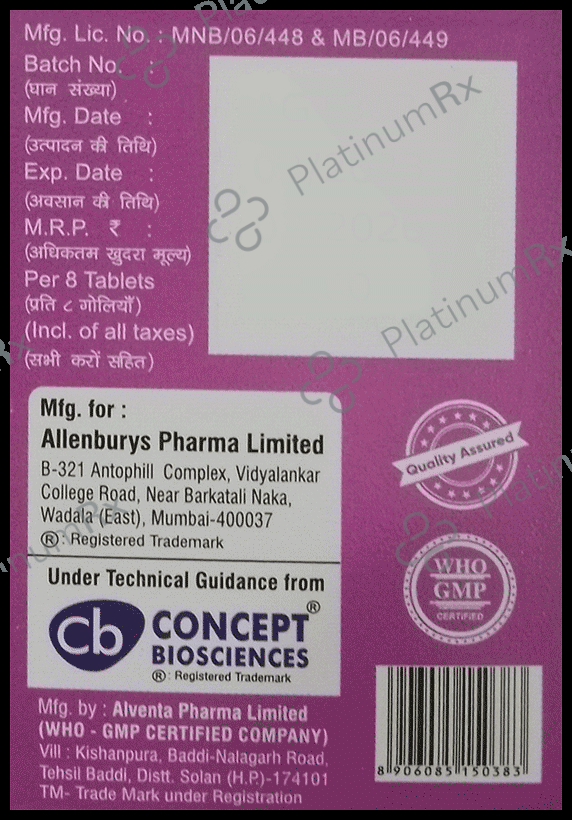 Mfg. Lic. No. : MNB/06/448 & MB/06/449
Batch No. :
(घान संख्या)
Mfg. Date :
(उत्पादन की तिथि)
Exp. Date :
(अवसान की तिथि)
M.R.P. ₹ :
(अधिकतम खुदरा मूल्य)
Per 8 Tablets
(प्रति ८ गोलियाँ)
(Incl. of all taxes)
(सभी करों सहित)
Mfg. for :
Allenburys Pharma Limited
B-321 Antophill Complex, Vidyalankar
College Road, Near Barkatali Naka,
Wadala (East), Mumbai-400037
®: Registered Trademark
Under Technical Guidance from
Cb CONCEPT®
BIOSCIENCES
®: Registered Trademark
Mfg. by : Alventa Pharma Limited
(WHO - GMP CERTIFIED COMPANY)
Vill : Kishanpura, Baddi-Nalagarh Road,
Tehsil Baddi, Distt. Solan (H.P.)-174101
TM- Trade Mark under Registration
Quality Assured
WHO
GMP
CERTIFIED
8 906085 150383
PlatinumRx
PlatinumRx
PlatinumRx